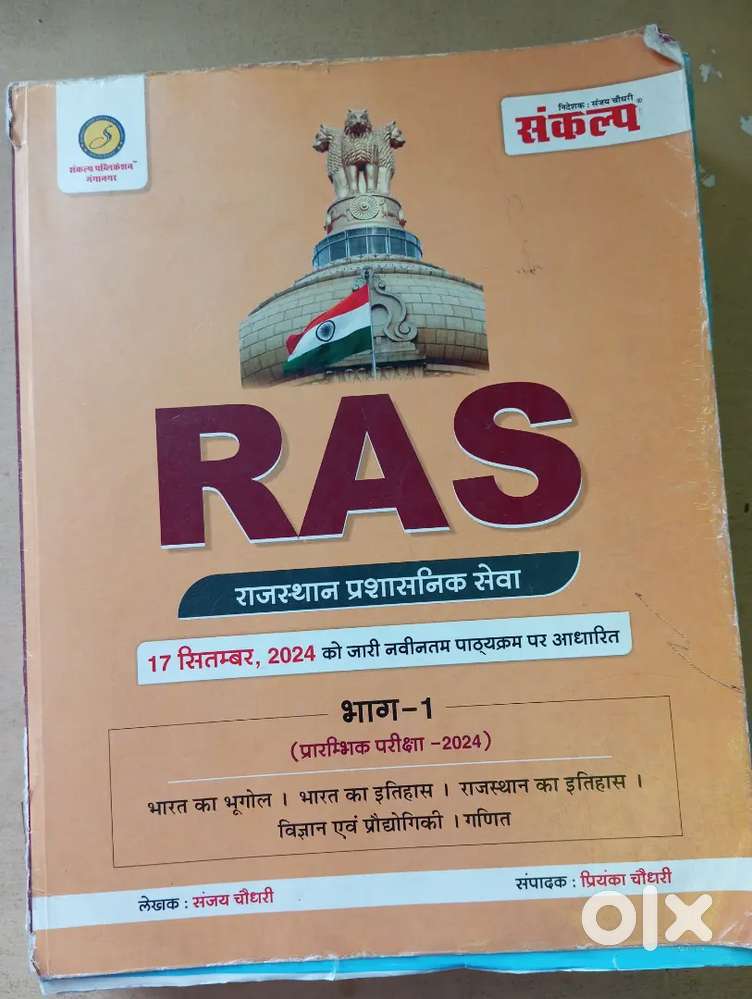 संकल्प पब्लिकेशन
गंगानगर
निदेशक : संजय चौधरी
संकल्प®
RAS
राजस्थान प्रशासनिक सेवा
17 सितम्बर, 2024 को जारी नवीनतम पाठ्यक्रम पर आधारित
भाग-1
(प्रारम्भिक परीक्षा -2024)
भारत का भूगोल । भारत का इतिहास । राजस्थान का इतिहास ।
विज्ञान एवं प्रौद्योगिकी । गणित
लेखक : संजय चौधरी
संपादक : प्रियंका चौधरी
olx